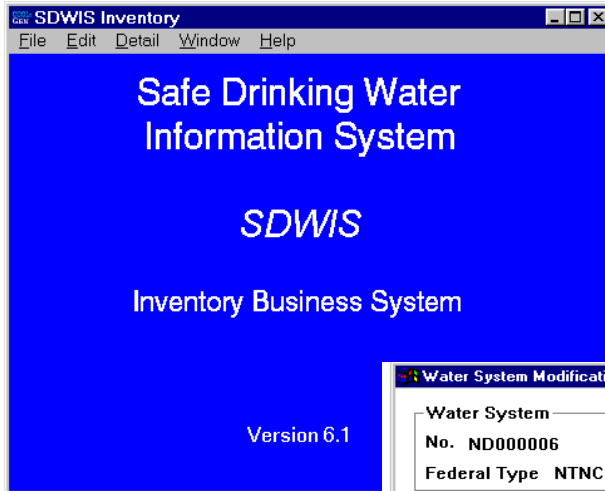 SDWIS Inventory
File Edit Detail Window Help
Safe Drinking Water
Information System
SDWIS
Inventory Business System
Version 6.1
Water System Modificati
Water System
No. ND000006
Federal Type NTNC